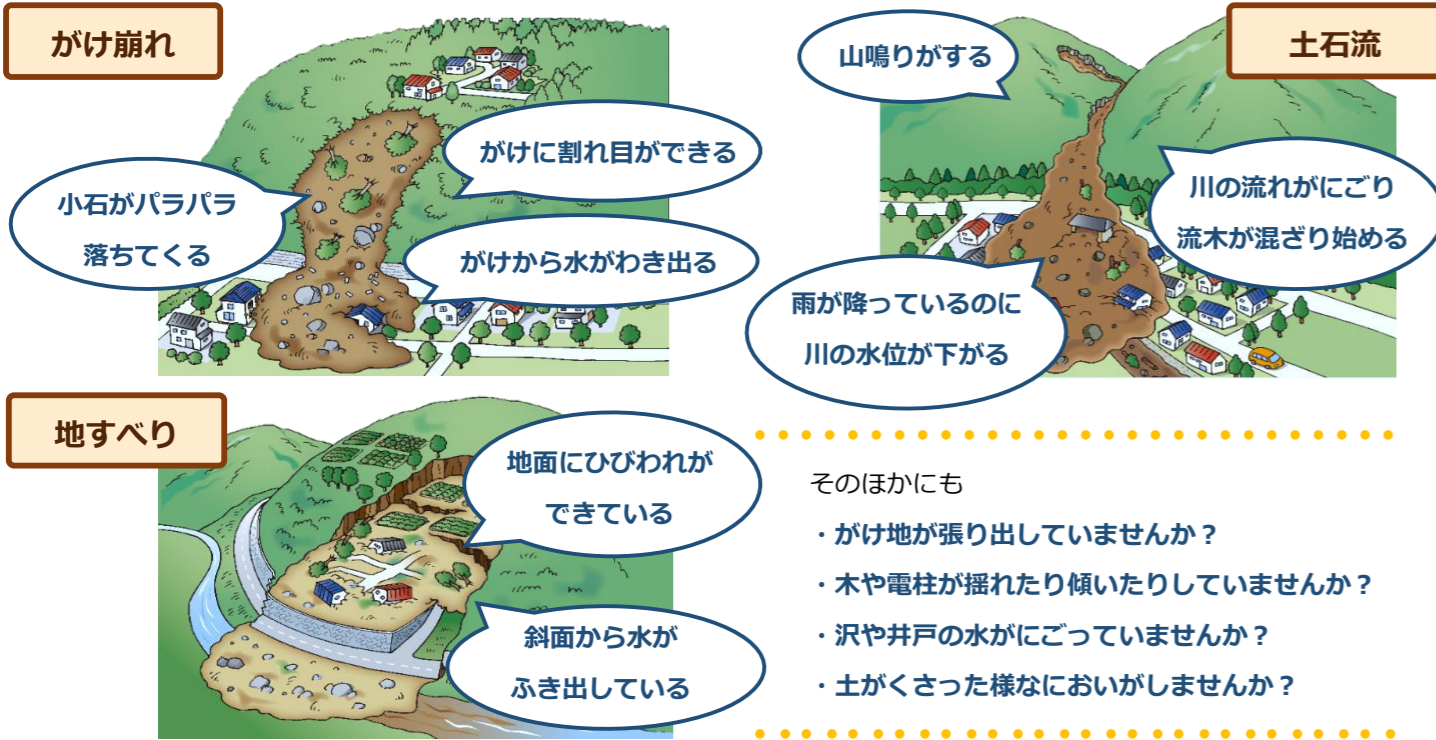 がけ崩れ
がけに割れ目ができる
小石がパラパラ
落ちてくる
がけから水がわき出る
土石流
山鳴りがする
川の流れがにごり
流木が混ざり始める
雨が降っているのに
川の水位が下がる
地すべり
地面にひびわれが
できている
斜面から水が
ふき出している
そのほかにも
・がけ地が張り出していませんか？
・木や電柱が揺れたり傾いたりしていませんか？
・沢や井戸の水がにごっていませんか？
・土がくさった様なにおいがしませんか？